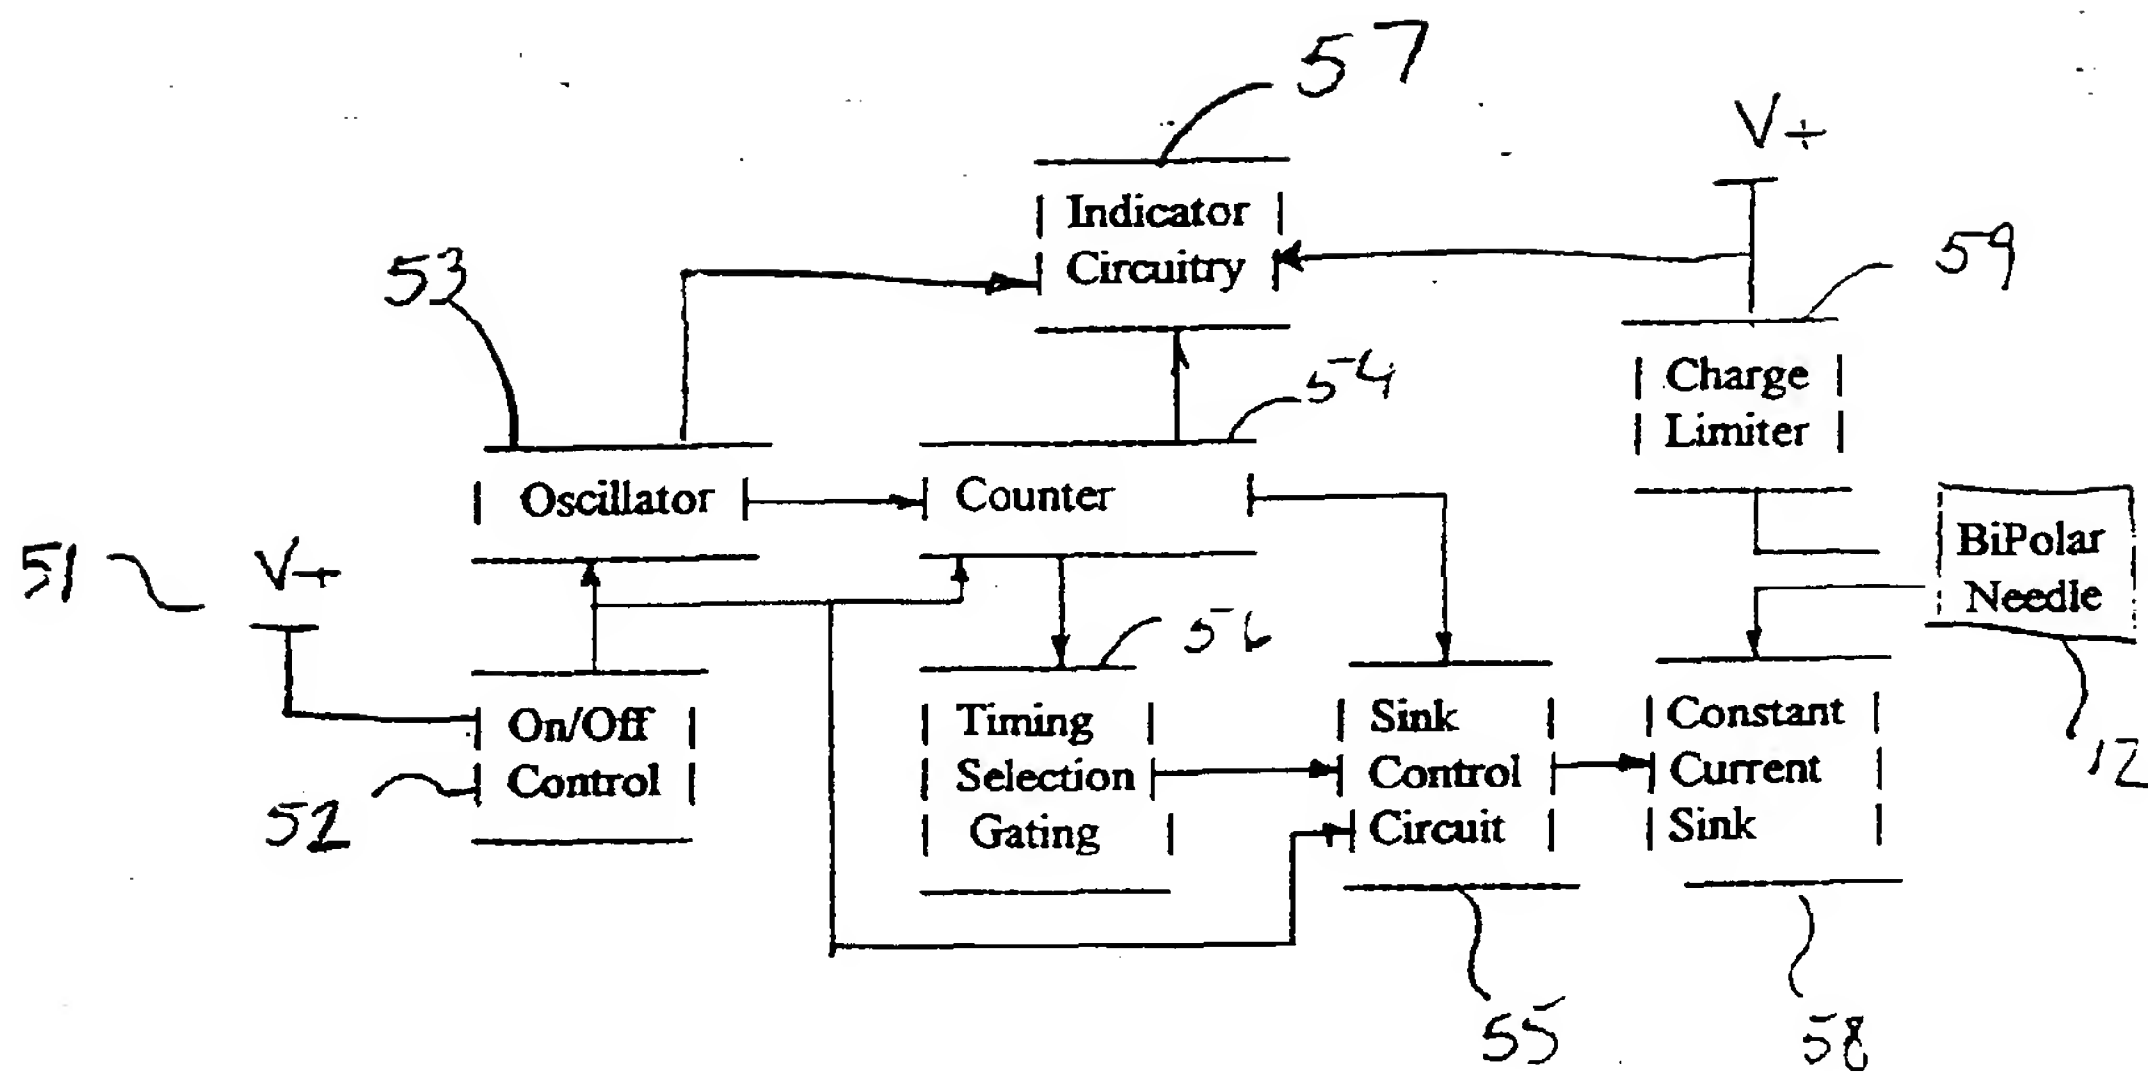 57
V+
Indicator
Circuitry
59
53
54
Charge
Limiter
Oscillator
Counter
BiPolar
Needle
51
V+
56
On/Off
Control
Timing
Selection
Gating
Sink
Control
Circuit
Constant
Current
Sink
12
52
55
58